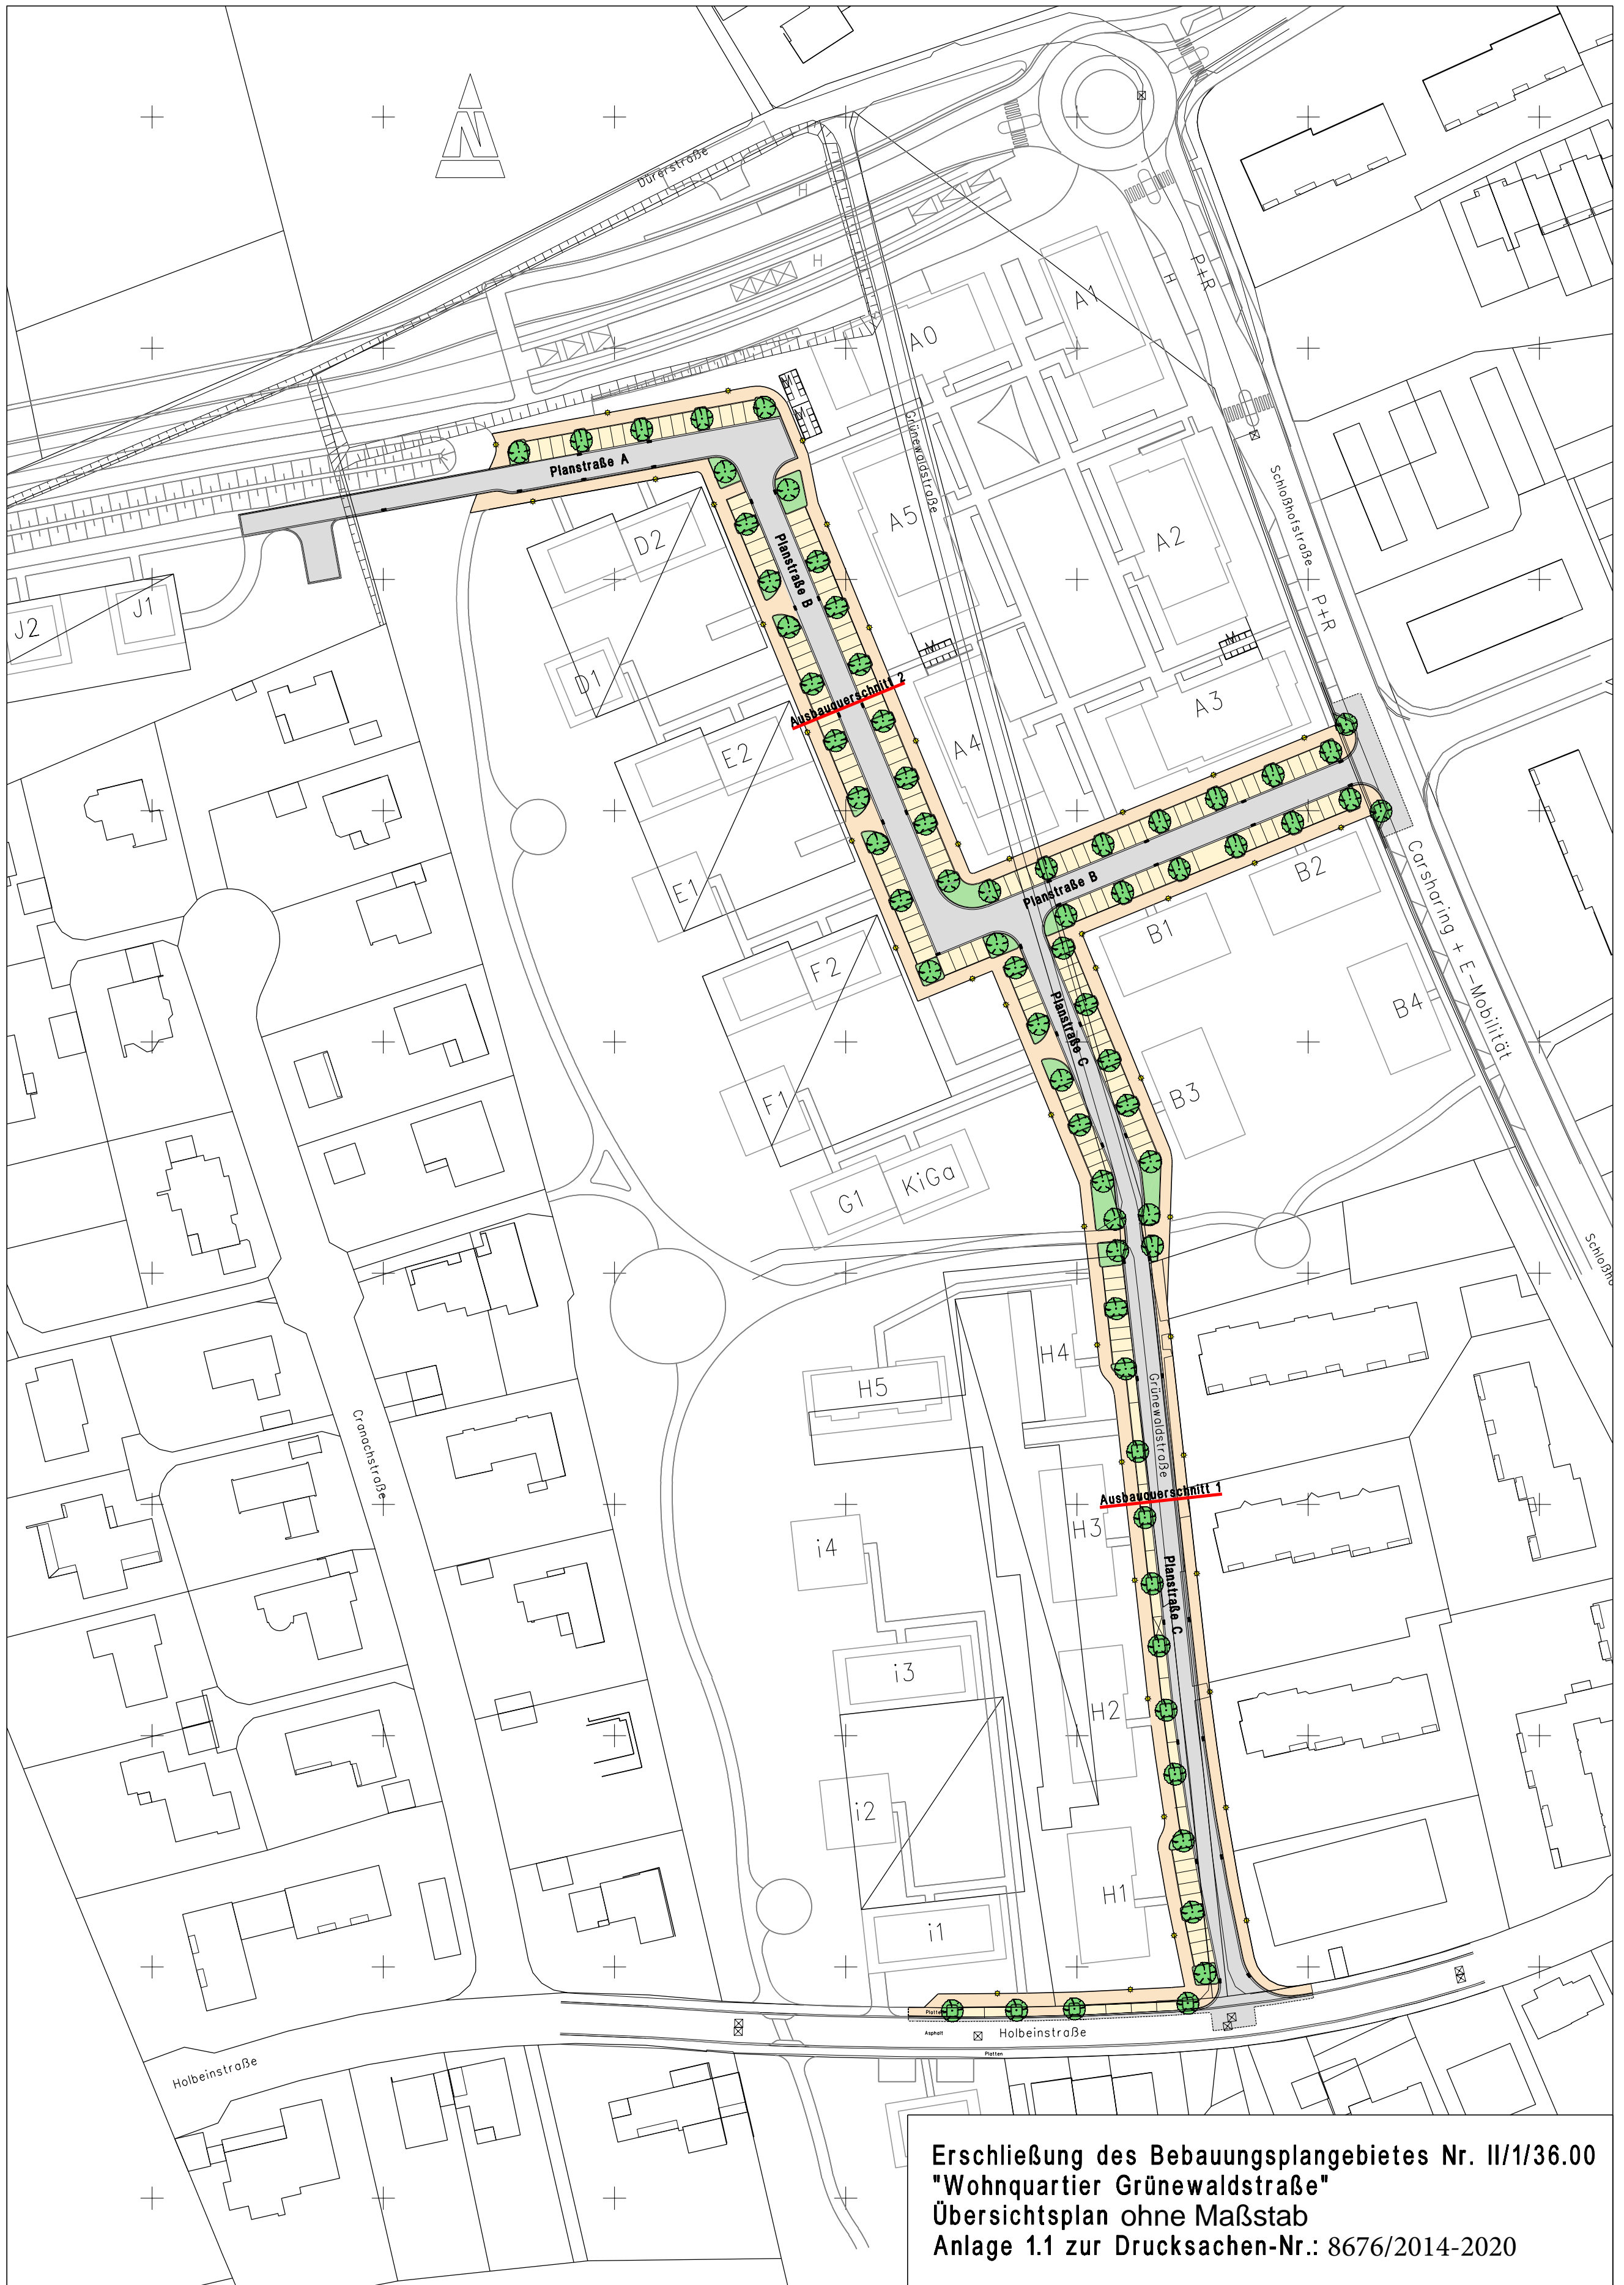 N
Dürerstraße
H
H
H
P+R
A1
A0
M
M
Grünewaldstraße
Planstraße A
Schloßhofstraße
A5
A2
D2
Planstraße B
J1
J2
P+R
M
M
D1
Ausbauquerschnitt 2
A3
A4
E2
Carsharing + E-Mobilität
B2
E1
Planstraße B
B1
F2
B4
Planstraße C
B3
F1
G1
KiGa
Schloßho
H4
H5
Grünewaldstraße
Cranachstraße
Ausbauquerschnitt 1
H3
i4
Planstraße C
i3
H2
i2
H1
i1
Platten
Asphalt
Holbeinstraße
Platten
Holbeinstraße
Erschließung des Bebauungsplangebietes Nr. II/1/36.00
"Wohnquartier Grünewaldstraße"
Übersichtsplan ohne Maßstab
Anlage 1.1 zur Drucksachen-Nr.: 8676/2014-2020